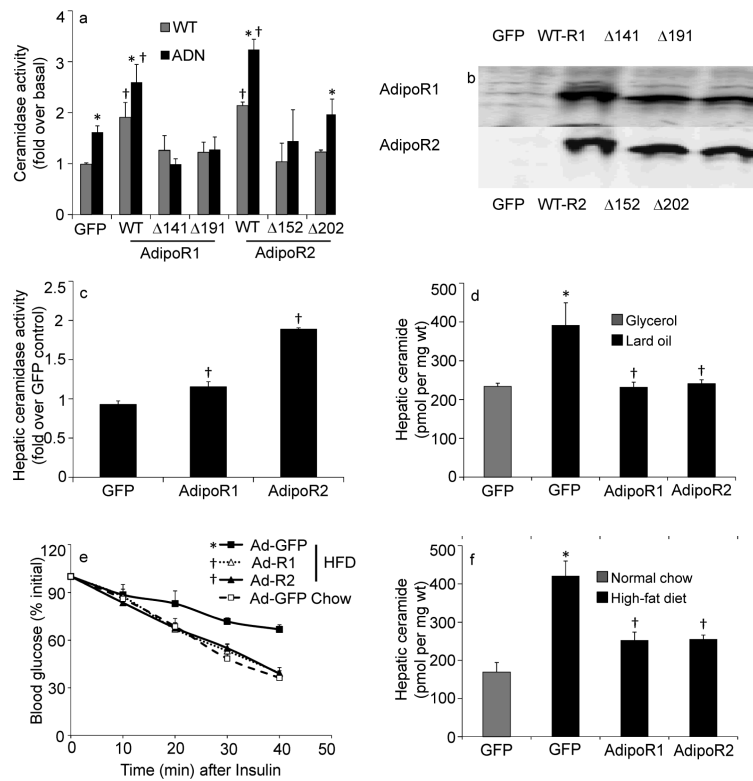 a
WT
ADN
Ceramidase activity
(fold over basal)
4
3
2
1
0
* † * † * † * † *
GFP WT Δ141 Δ191 WT Δ152 Δ202
AdipoR1 AdipoR2
b
GFP WT-R1 Δ141 Δ191
AdipoR1
AdipoR2
GFP WT-R2 Δ152 Δ202
c
Hepatic ceramidase activity
(fold over GFP control)
2
1.5
1
0.5
0
† †
GFP AdipoR1 AdipoR2
d
Hepatic ceramide
(pmol per mg wt)
500
400
300
200
100
0
* † †
Glycerol
Lard oil
GFP GFP AdipoR1 AdipoR2
e
Blood glucose (% initial)
120
90
60
30
0
* Ad-GFP
† Ad-R1
† Ad-R2
HFD
Ad-GFP Chow
0 10 20 30 40 50
Time (min) after Insulin
f
Hepatic ceramide
(pmol per mg wt)
500
400
300
200
100
0
* † †
Normal chow
High-fat diet
GFP GFP AdipoR1 AdipoR2